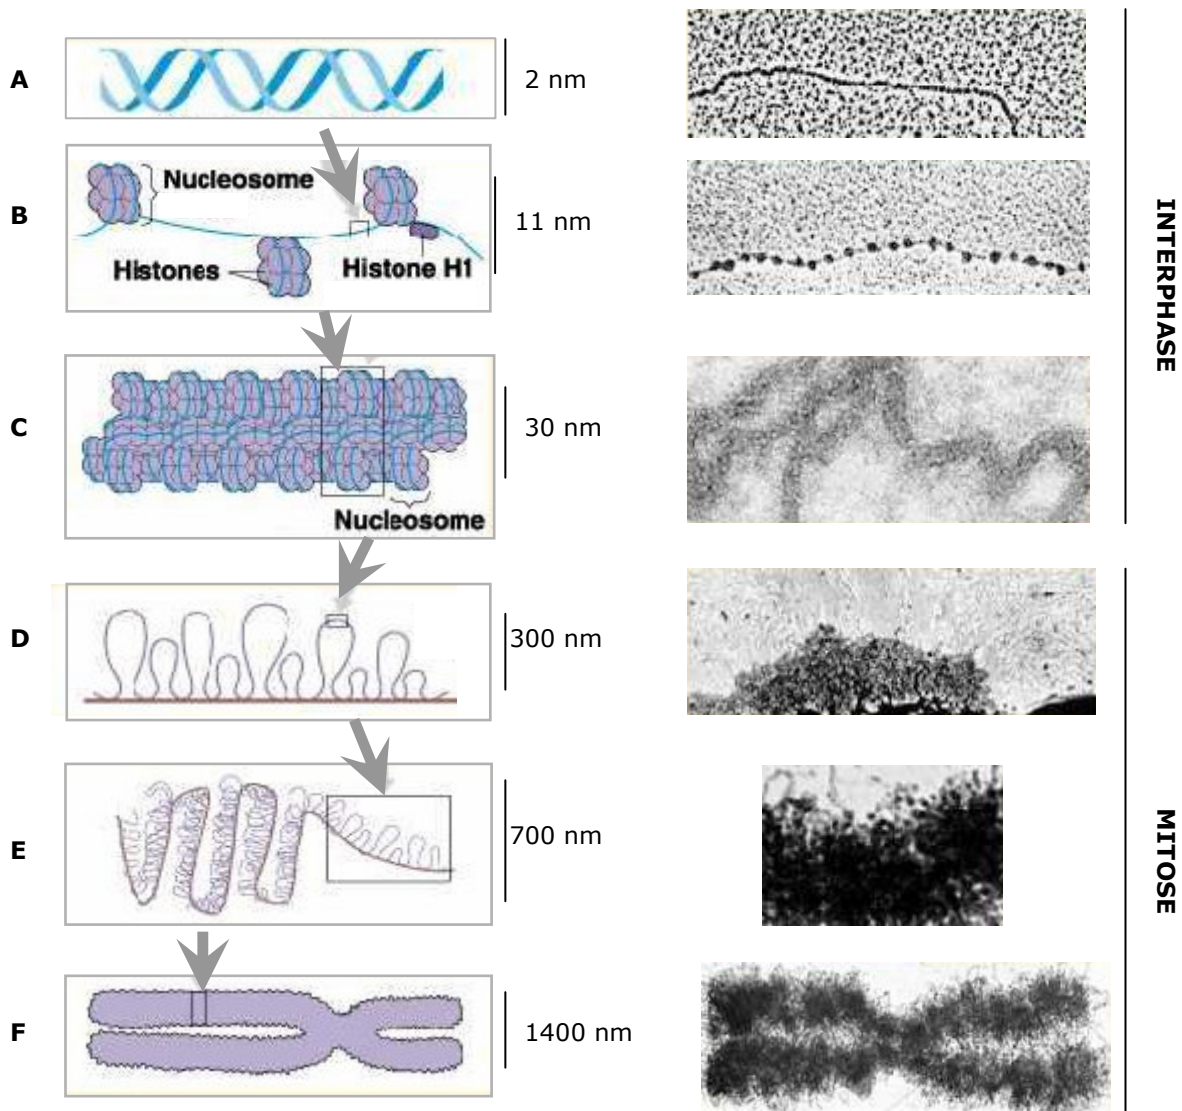 A
2 nm
Nucleosome
B
11 nm
Histones
Histone H1
INTERPHASE
C
30 nm
Nucleosome
D
300 nm
E
700 nm
MITOSE
F
1400 nm